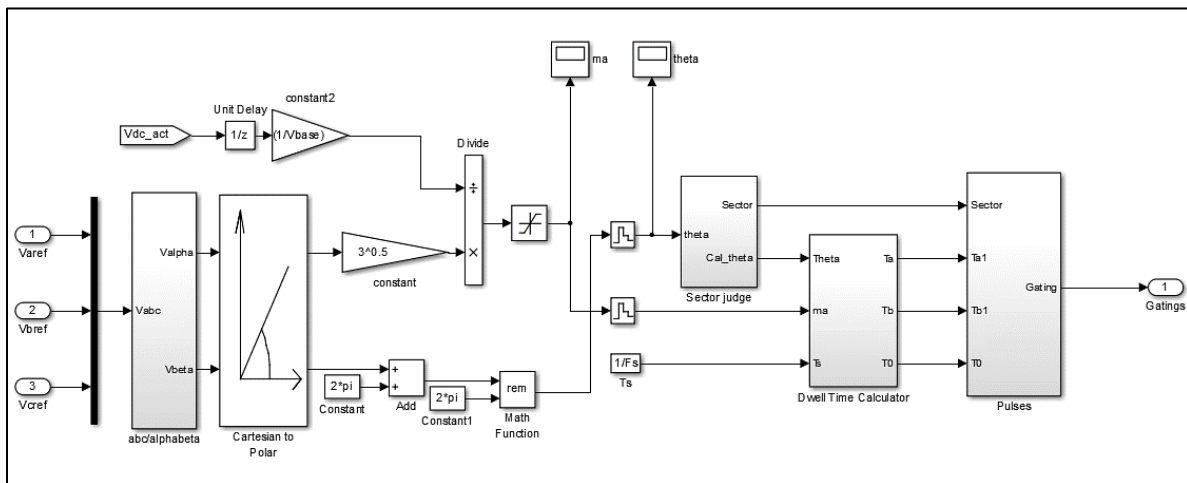 ma
theta
constant2
Unit Delay
Vdc_act
1/z
(1/Vbase)
Divide
÷
×
Sector
theta
Cal_theta
Sector judge
Sector
Ta1
Tb1
T0
Gating
Pulses
1
Gatings
1
Varef
2
Vbref
3
Vcref
Vabc
Valpha
Vbeta
abc/alphabeta
Cartesian to
Polar
3^0.5
constant
Theta
ma
Ts
Ta
Tb
T0
Dwell Time Calculator
1/Fs
Ts
2*pi
Constant
+
+
Add
2*pi
Constant1
rem
Math
Function